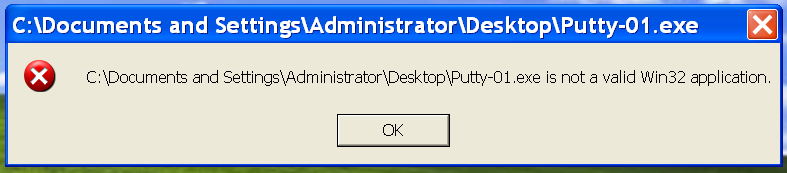 C:\Documents and Settings\Administrator\Desktop\Putty-01.exe
C:\Documents and Settings\Administrator\Desktop\Putty-01.exe is not a valid Win32 application.
OK